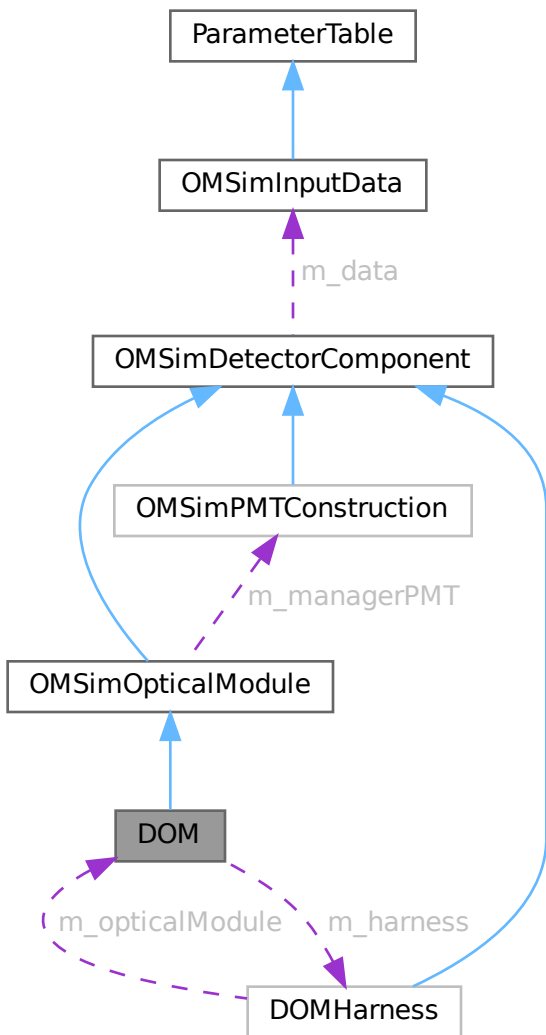 ParameterTable
OMSimInputData
m_data
OMSimDetectorComponent
OMSimPMTConstruction
m_managerPMT
OMSimOpticalModule
DOM
m_opticalModule
m_harness
DOMHarness